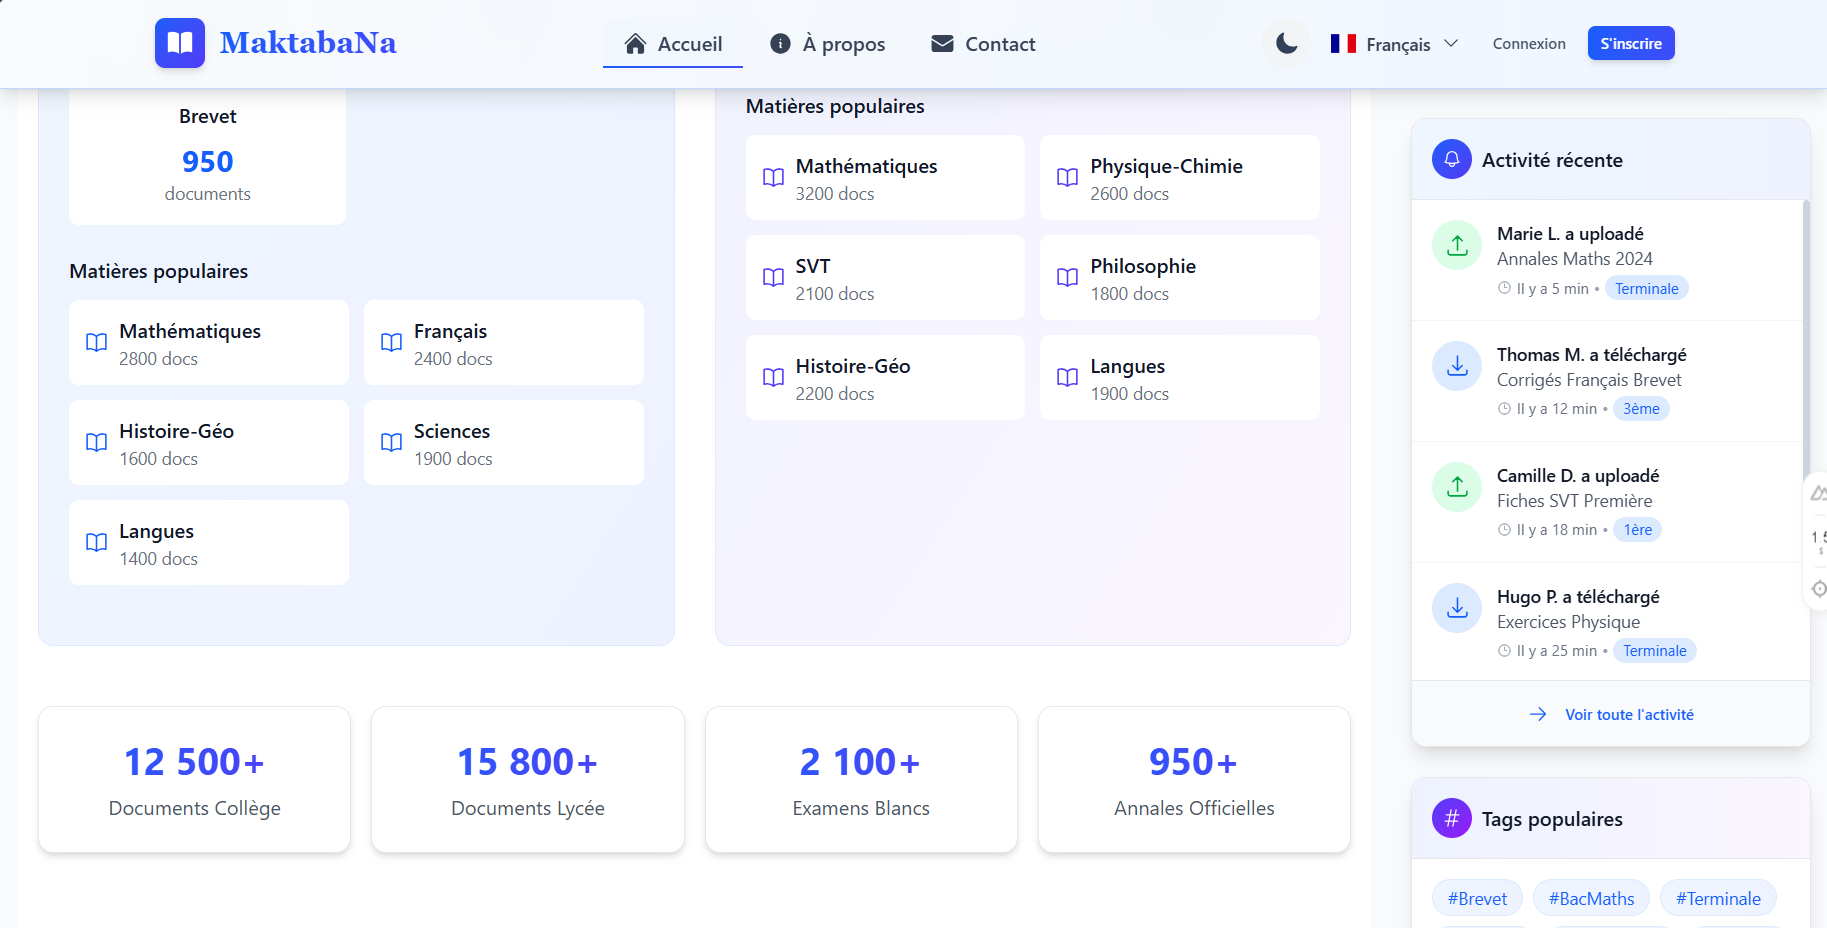 MaktabaNa
Accueil
À propos
Contact
Français
Connexion
S'inscrire
Brevet
950
documents
Matières populaires
Mathématiques
2800 docs
Français
2400 docs
Histoire-Géo
1600 docs
Sciences
1900 docs
Langues
1400 docs
Matières populaires
Mathématiques
3200 docs
Physique-Chimie
2600 docs
SVT
2100 docs
Philosophie
1800 docs
Histoire-Géo
2200 docs
Langues
1900 docs
12 500+
Documents Collège
15 800+
Documents Lycée
2 100+
Examens Blancs
950+
Annales Officielles
Activité récente
Marie L. a uploadé
Annales Maths 2024
Il y a 5 min • Terminale
Thomas M. a téléchargé
Corrigés Français Brevet
Il y a 12 min • 3ème
Camille D. a uploadé
Fiches SVT Première
Il y a 18 min • 1ère
Hugo P. a téléchargé
Exercices Physique
Il y a 25 min • Terminale
Voir toute l'activité
# Tags populaires
#Brevet
#BacMaths
#Terminale